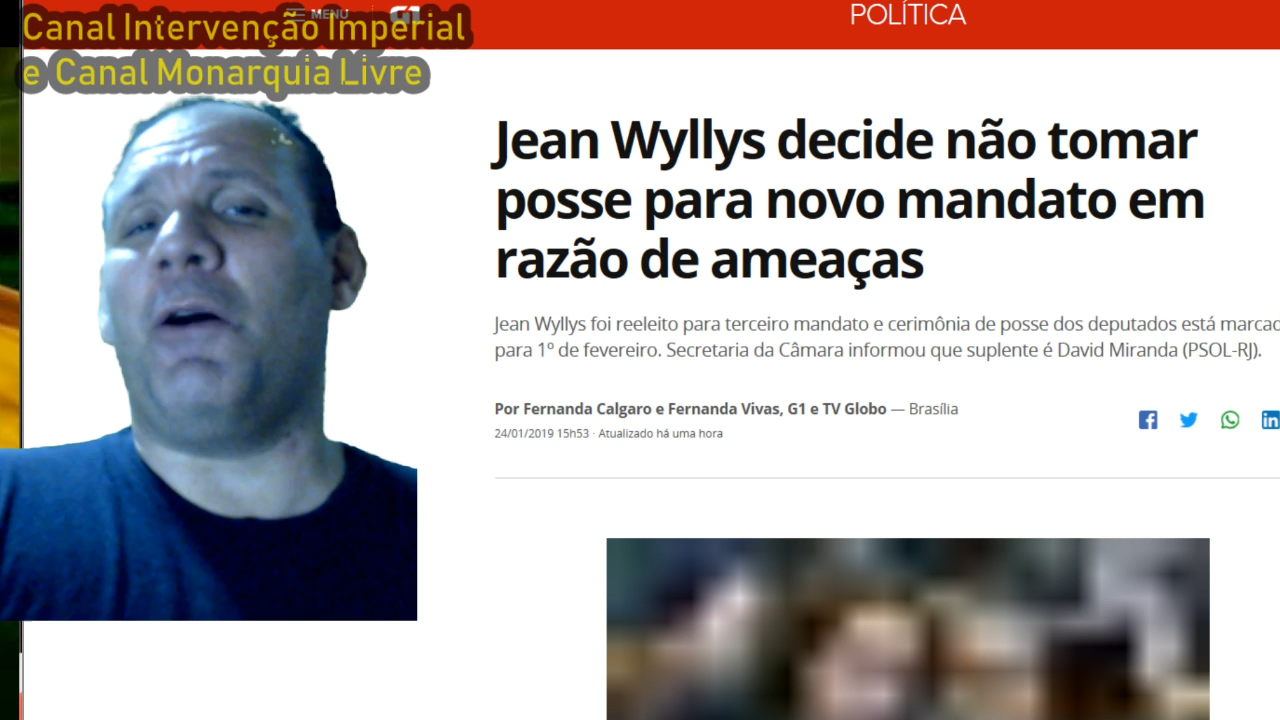 Canal Intervenção Imperial
e Canal Monarquia Livre
MENU
G1
POLÍTICA
Jean Wyllys decide não tomar
posse para novo mandato em
razão de ameaças
Jean Wyllys foi reeleito para terceiro mandato e cerimônia de posse dos deputados está
para 1º de fevereiro. Secretaria da Câmara informou que suplente é David Miranda (PSOL-RJ).
Por Fernanda Calgaro e Fernanda Vivas, G1 e TV Globo — Brasília
24/01/2019 15h53 · Atualizado há uma hora